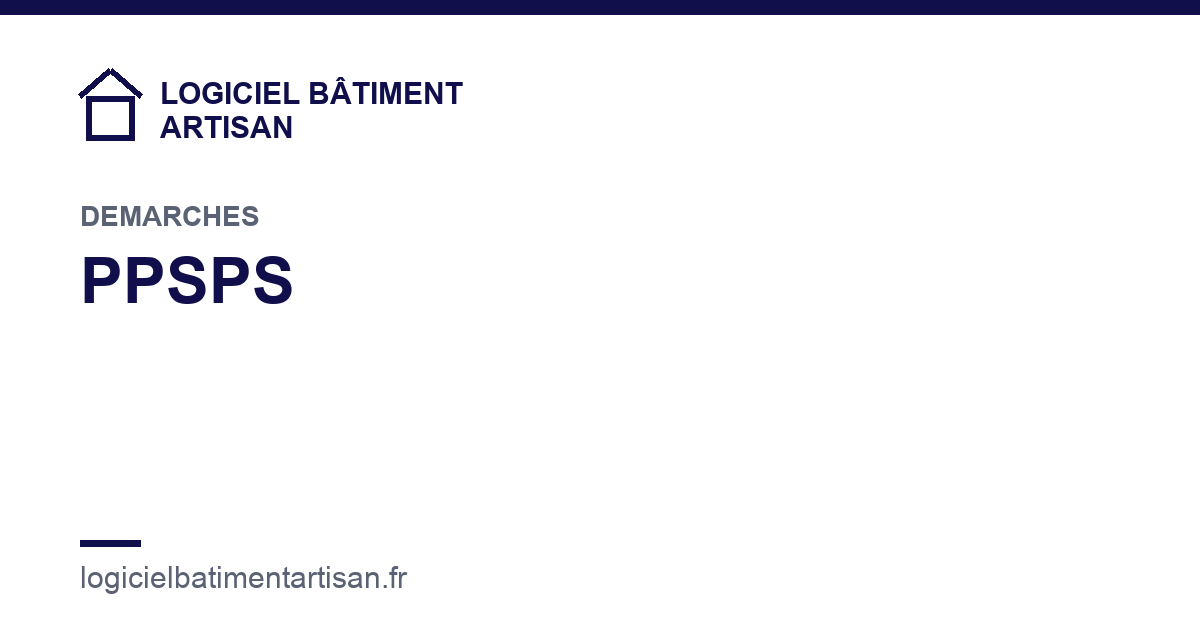 LOGICIEL BÂTIMENT
ARTISAN
DEMARCHES
PPSPS
logicielbatimentartisan.fr